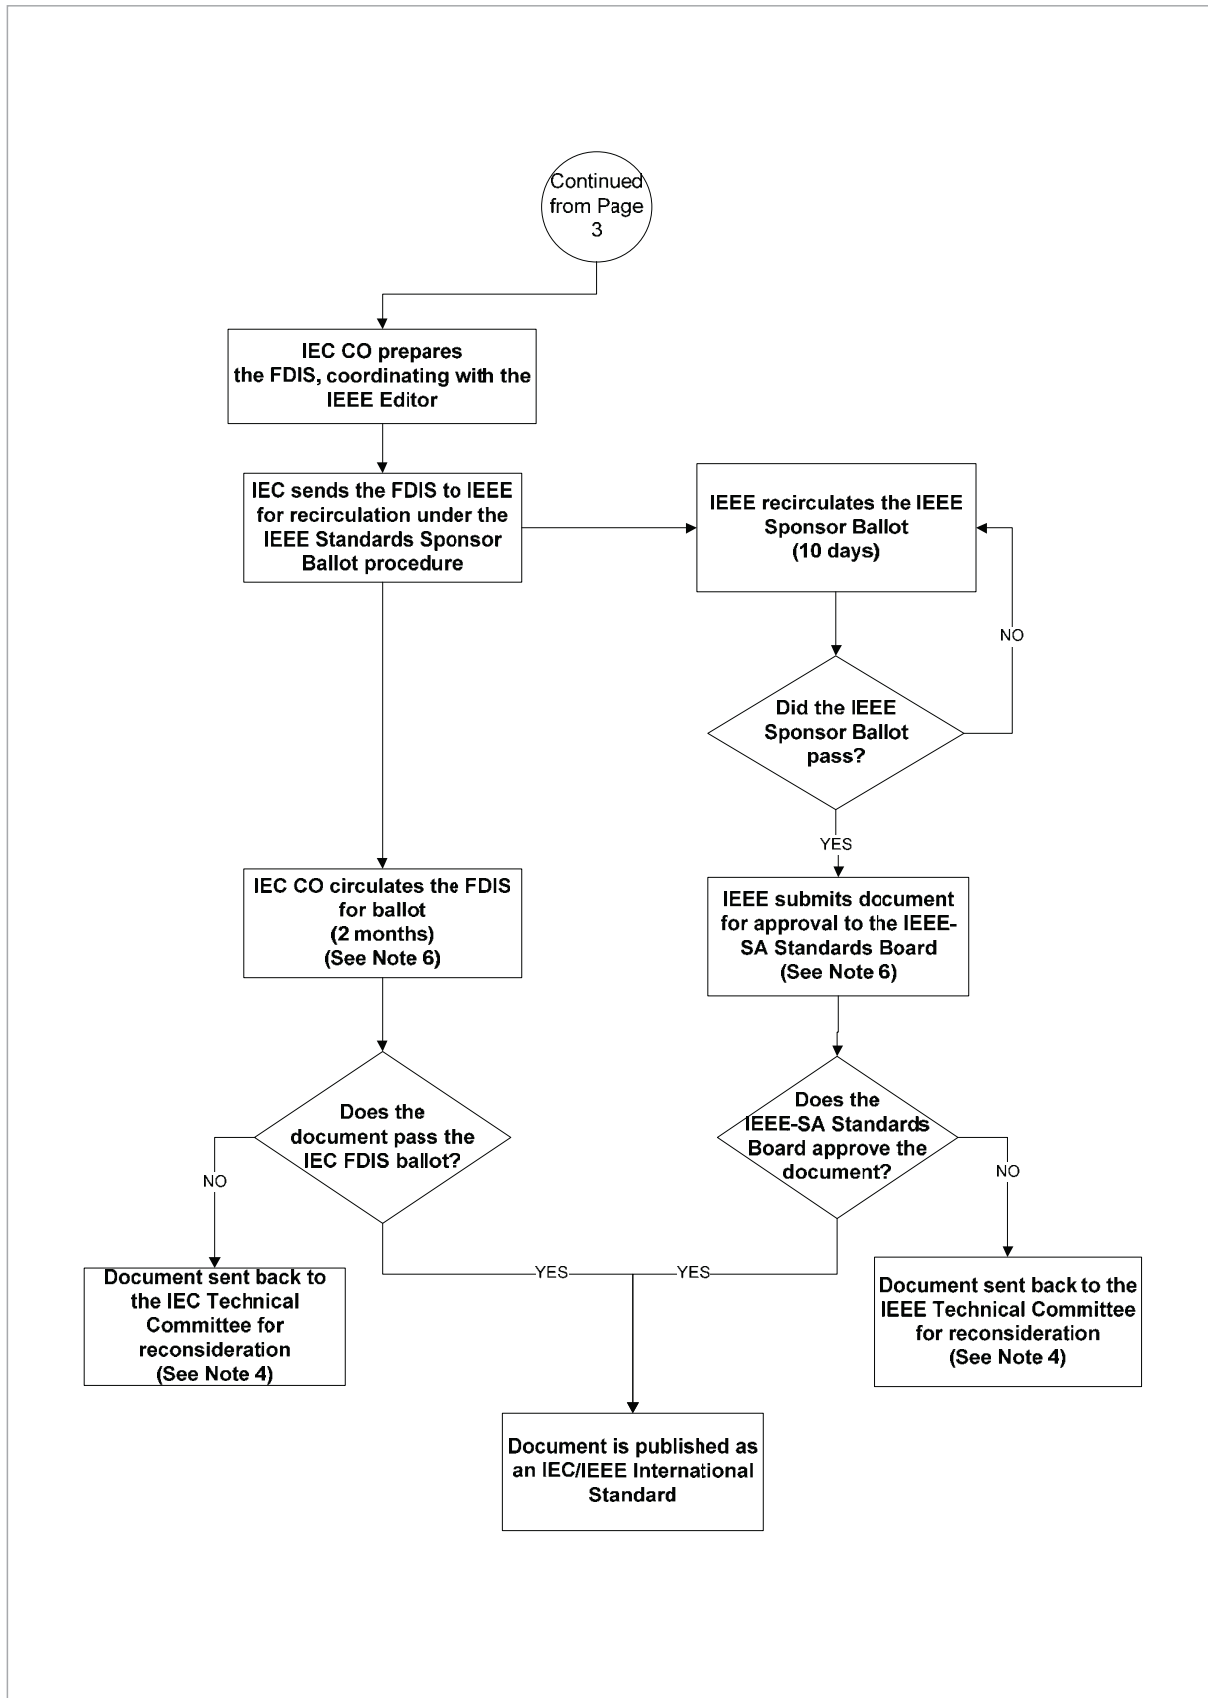 Continued
from Page
3
IEC CO prepares
the FDIS, coordinating with the
IEEE Editor
IEC sends the FDIS to IEEE
for recirculation under the
IEEE Standards Sponsor
Ballot procedure
IEEE recirculates the IEEE
Sponsor Ballot
(10 days)
NO
Did the IEEE
Sponsor Ballot
pass?
YES
IEC CO circulates the FDIS
for ballot
(2 months)
(See Note 6)
IEEE submits document
for approval to the IEEE-
SA Standards Board
(See Note 6)
Does the
document pass the
IEC FDIS ballot?
Does the
IEEE-SA Standards
Board approve the
document?
NO
NO
YES
YES
Document sent back to
the IEC Technical
Committee for
reconsideration
(See Note 4)
Document sent back to the
IEEE Technical Committee
for reconsideration
(See Note 4)
Document is published as
an IEC/IEEE International
Standard